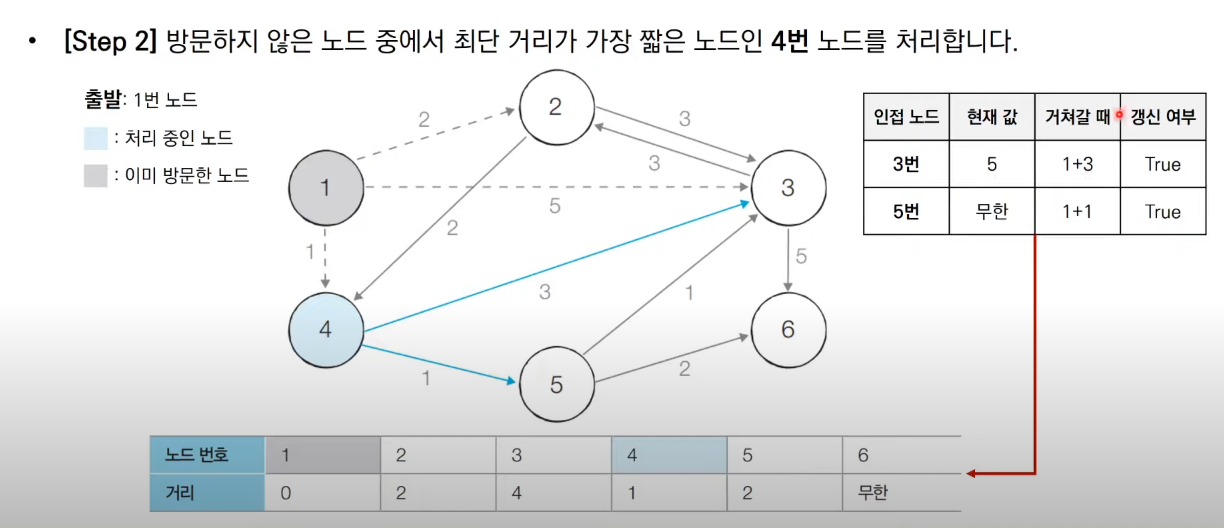 • [Step 2] 방문하지 않은 노드 중에서 최단 거리가 가장 짧은 노드인 4번 노드를 처리합니다.
출발: 1번 노드
: 처리 중인 노드
: 이미 방문한 노드
2
2
3
3
1
5
3
2
1
5
4
3
1
6
1
5
2
인접 노드 현재 값 거쳐갈 때 갱신 여부
3번 5 1+3 True
5번 무한 1+1 True
노드 번호 1 2 3 4 5 6
거리 0 2 4 1 2 무한